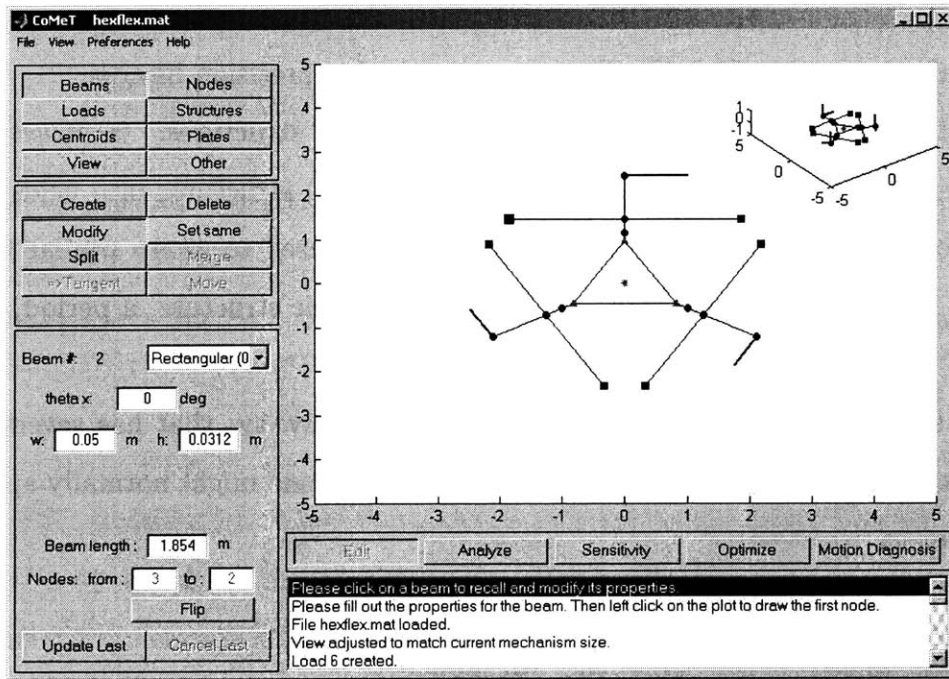 CoMeT hexflex.mat
File View Preferences Help
Beams Nodes
Loads Structures
Centroids Plates
View Other
Create Delete
Modify Set same
Split Merge
=>Tangent Move
Beam #: 2 Rectangular (0
theta x: 0 deg
w: 0.05 m h: 0.0312 m
Beam length: 1.854 m
Nodes: from: 3 to: 2
Flip
Update Last Cancel Last
5
4
3
2
1
0
-1
-2
-3
-4
-5
-5 -4 -3 -2 -1 0 1 2 3 4 5
1
0
-1
5
0
-5 -5
0
5
Edit Analyze Sensitivity Optimize Motion Diagnosis
Please click on a beam to recall and modify its properties.
Please fill out the properties for the beam. Then left click on the plot to draw the first node.
File hexflex.mat loaded.
View adjusted to match current mechanism size.
Load 6 created.